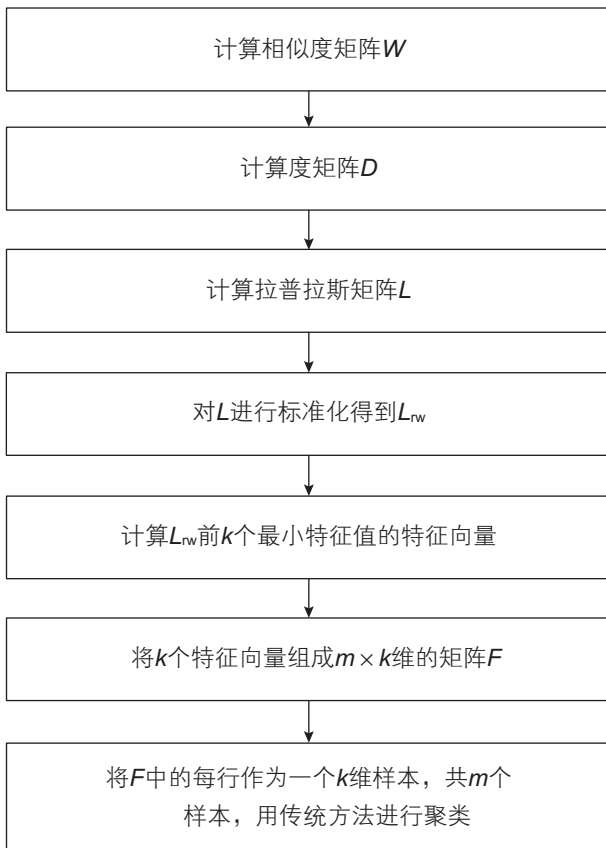 计算相似度矩阵W
计算度矩阵D
计算拉普拉斯矩阵L
对L进行标准化得到Lrw
计算Lrw前k个最小特征值的特征向量
将k个特征向量组成m × k维的矩阵F
将F中的每行作为一个k维样本，共m个
样本，用传统方法进行聚类